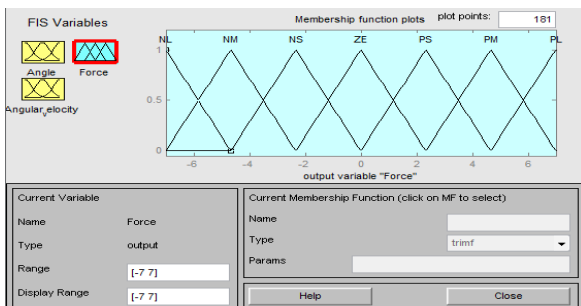 FIS Variables
Membership function plots
plot points:
181
Angle
Force
Angular_velocity
NL
NM
NS
ZE
PS
PM
PL
1
0.5
0
-6
-4
-2
0
2
4
6
output variable "Force"
Current Variable
Name
Force
Type
output
Range
[-7 7]
Display Range
[-7 7]
Current Membership Function (click on MF to select)
Name
Type
trimf
Params
Help
Close